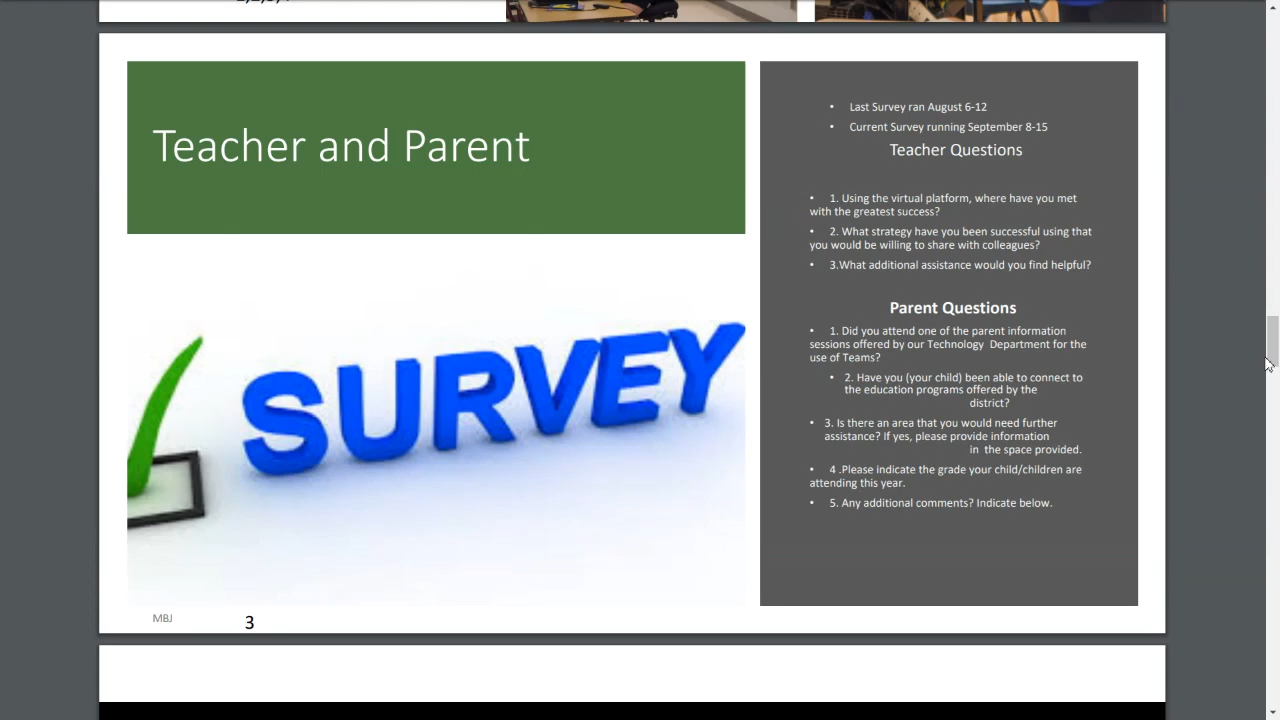 Teacher and Parent
SURVEY
• Last Survey ran August 6-12
• Current Survey running September 8-15
Teacher Questions
• 1. Using the virtual platform, where have you met
with the greatest success?
• 2. What strategy have you been successful using that
you would be willing to share with colleagues?
• 3.What additional assistance would you find helpful?
Parent Questions
• 1. Did you attend one of the parent information
sessions offered by our Technology Department for the
use of Teams?
• 2. Have you (your child) been able to connect to
the education programs offered by the
district?
• 3. Is there an area that you would need further
assistance? If yes, please provide information
in the space provided.
• 4 .Please indicate the grade your child/children are
attending this year.
• 5. Any additional comments? Indicate below.
MBJ
3